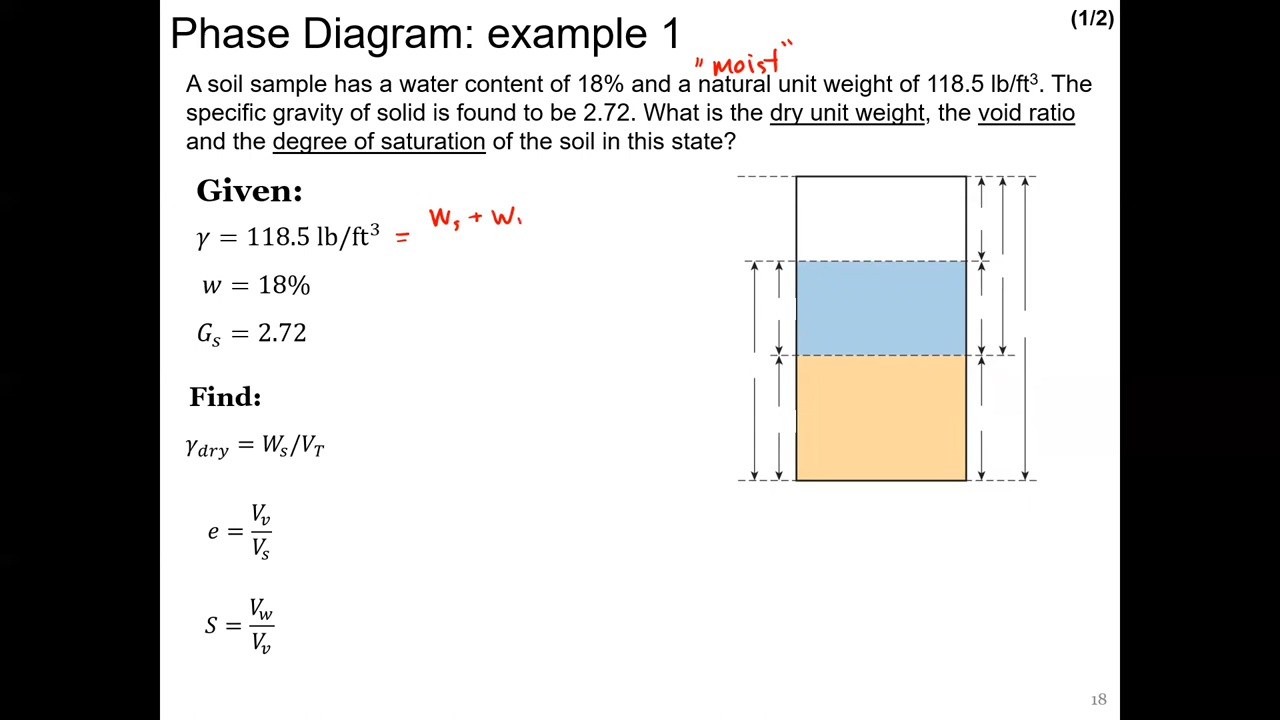 Phase Diagram: example 1
(1/2)
"moist"
A soil sample has a water content of 18% and a natural unit weight of 118.5 lb/ft³. The
specific gravity of solid is found to be 2.72. What is the dry unit weight, the void ratio
and the degree of saturation of the soil in this state?
Given:
γ = 118.5 lb/ft³ = Wₛ + W
w = 18%
Gₛ = 2.72
Find:
γ_dry = Wₛ/V_T
e = V_v/V_s
S = V_w/V_v
18